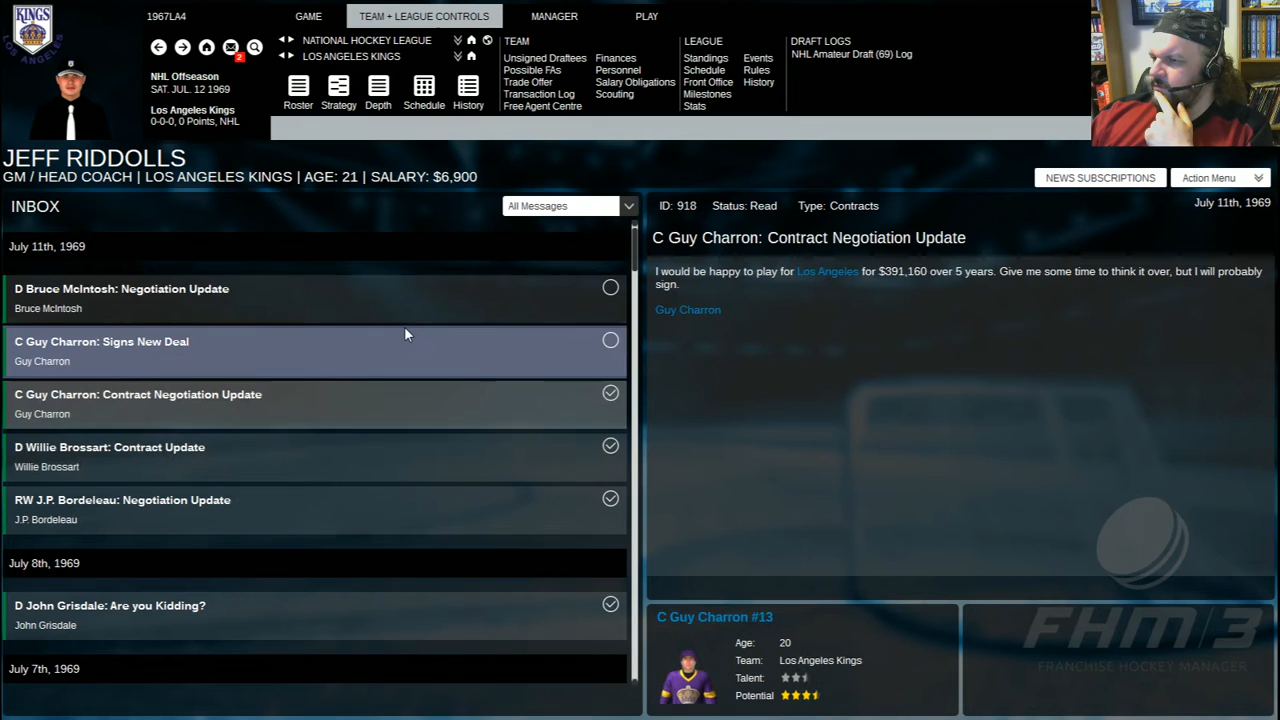 KINGS
LOS ANGELES
1967LA4
GAME
TEAM + LEAGUE CONTROLS
MANAGER
PLAY
2
NHL Offseason
SAT. JUL. 12 1969
Los Angeles Kings
0-0-0, 0 Points, NHL
NATIONAL HOCKEY LEAGUE
LOS ANGELES KINGS
Roster
Strategy
Depth
Schedule
History
TEAM
Unsigned Draftees
Possible FAs
Trade Offer
Transaction Log
Free Agent Centre
Finances
Personnel
Salary Obligations
Scouting
LEAGUE
Standings
Schedule
Front Office
Milestones
Stats
Events
Rules
History
DRAFT LOGS
NHL Amateur Draft (69) Log
JEFF RIDDOLLS
GM / HEAD COACH | LOS ANGELES KINGS | AGE: 21 | SALARY: $6,900
NEWS SUBSCRIPTIONS
Action Menu
INBOX
All Messages
July 11th, 1969
D Bruce McIntosh: Negotiation Update
Bruce McIntosh
C Guy Charron: Signs New Deal
Guy Charron
C Guy Charron: Contract Negotiation Update
Guy Charron
D Willie Brossart: Contract Update
Willie Brossart
RW J.P. Bordeleau: Negotiation Update
J.P. Bordeleau
July 8th, 1969
D John Grisdale: Are you Kidding?
John Grisdale
July 7th, 1969
ID: 918 Status: Read Type: Contracts
July 11th, 1969
C Guy Charron: Contract Negotiation Update
I would be happy to play for Los Angeles for $391,160 over 5 years. Give me some time to think it over, but I will probably
sign.
Guy Charron
C Guy Charron #13
Age: 20
Team: Los Angeles Kings
Talent:
Potential
FHM|3
FRANCHISE HOCKEY MANAGER